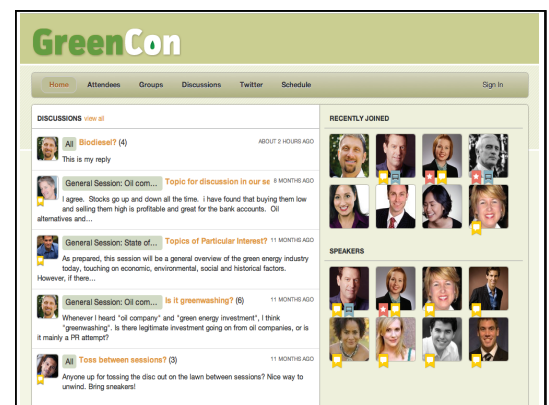 GreenCon
Home Attendees Groups Discussions Twitter Schedule Sign In
DISCUSSIONS view all
All Biodiesel? (4) ABOUT 2 HOURS AGO
This is my reply
General Session: Oil com... Topic for discussion in our se 8 MONTHS AGO
I agree. Stocks go up and down all the time. i have found that buying them low
and selling them high is profitable and great for the bank accounts. Oil
alternatives and...
General Session: State of... Topics of Particular Interest? 11 MONTHS AGO
As prepared, this session will be a general overview of the green energy industry
today, touching on economic, environmental, social and historical factors.
However, if there...
General Session: Oil com... Is it greenwashing? (6) 11 MONTHS AGO
Whenever I heard "oil company" and "green energy investment", I think
"greenwashing". Is there legitimate investment going on from oil companies, or is
it mainly a PR attempt?
All Toss between sessions? (3) 11 MONTHS AGO
Anyone up for tossing the disc out on the lawn between sessions? Nice way to
unwind. Bring sneakers!
RECENTLY JOINED
SPEAKERS